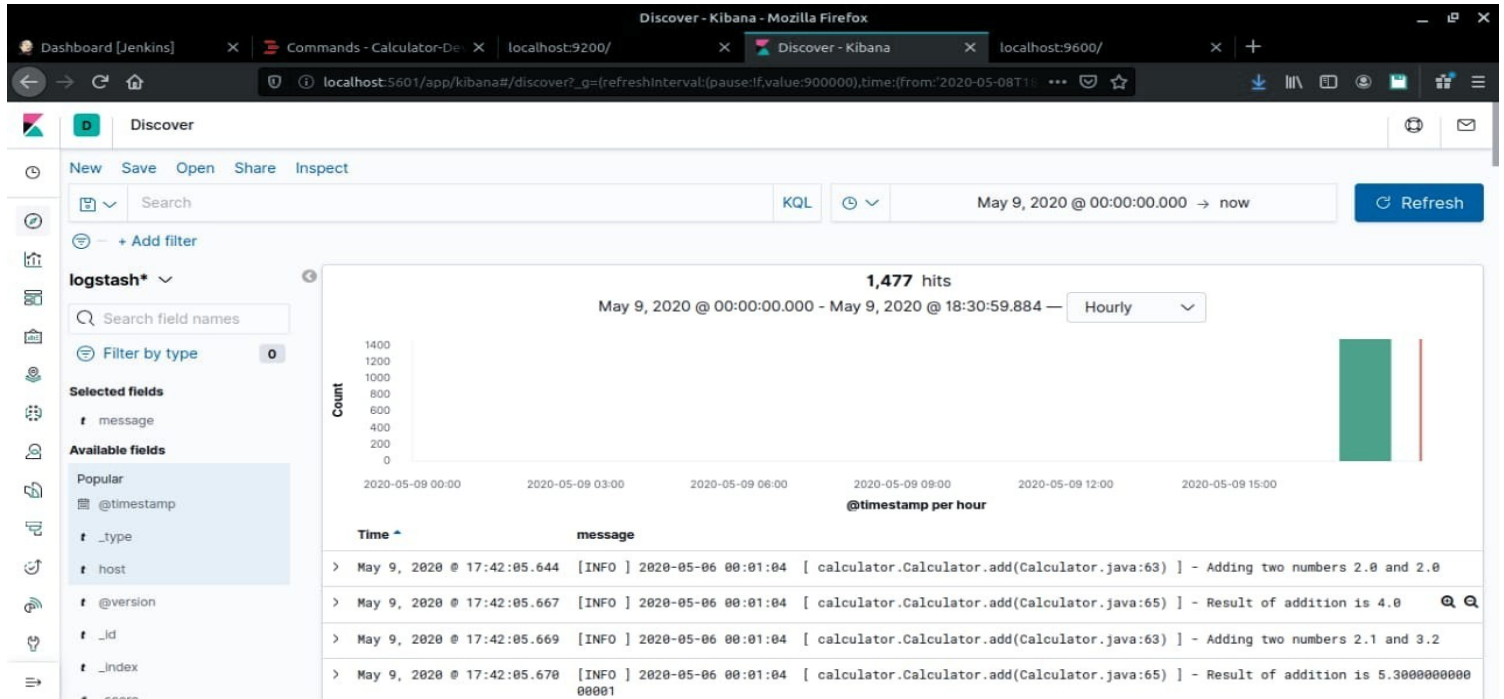 Discover - Kibana - Mozilla Firefox
Dashboard [Jenkins] Commands - Calculator-De localhost:9200/ Discover - Kibana localhost:9600/
localhost:5601/app/kibana#/discover?_g=(refreshInterval:(pause:!f,value:900000),time:(from:'2020-05-08T18
D Discover
New Save Open Share Inspect
Search KQL May 9, 2020 @ 00:00:00.000 → now Refresh
+ Add filter
logstash*
Search field names
Filter by type 0
Selected fields
t message
Available fields
Popular
@timestamp
t _type
t host
t @version
t _id
t _index
1,477 hits
May 9, 2020 @ 00:00:00.000 - May 9, 2020 @ 18:30:59.884 — Hourly
Count
1400
1200
1000
800
600
400
200
0
2020-05-09 00:00 2020-05-09 03:00 2020-05-09 06:00 2020-05-09 09:00 2020-05-09 12:00 2020-05-09 15:00
@timestamp per hour
Time message
> May 9, 2020 @ 17:42:05.644 [INFO ] 2020-05-06 00:01:04 [ calculator.Calculator.add(Calculator.java:63) ] - Adding two numbers 2.0 and 2.0
> May 9, 2020 @ 17:42:05.667 [INFO ] 2020-05-06 00:01:04 [ calculator.Calculator.add(Calculator.java:65) ] - Result of addition is 4.0
> May 9, 2020 @ 17:42:05.669 [INFO ] 2020-05-06 00:01:04 [ calculator.Calculator.add(Calculator.java:63) ] - Adding two numbers 2.1 and 3.2
> May 9, 2020 @ 17:42:05.670 [INFO ] 2020-05-06 00:01:04 [ calculator.Calculator.add(Calculator.java:65) ] - Result of addition is 5.3000000000
00001